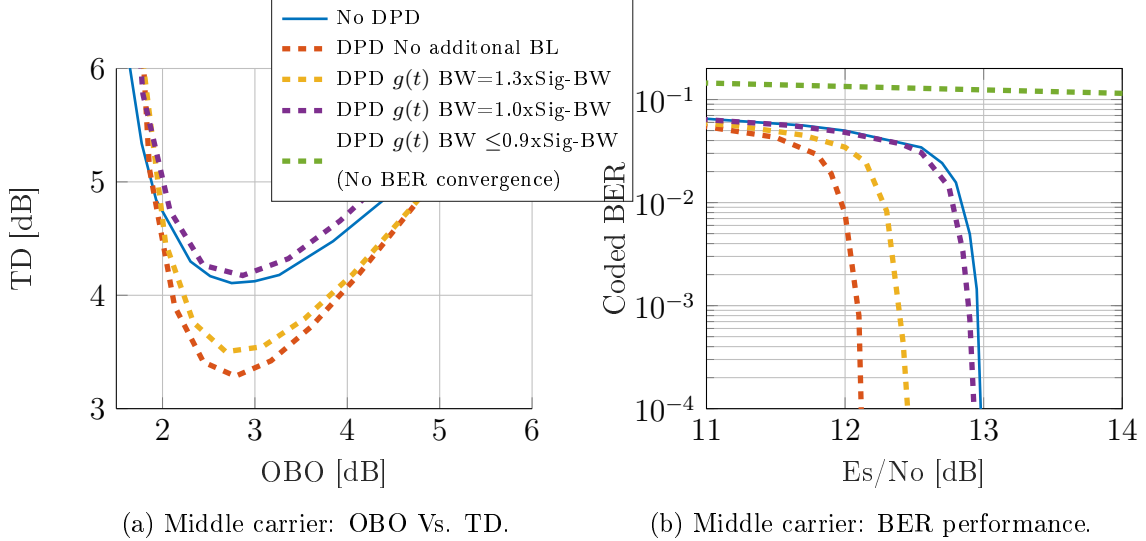 No DPD
DPD No additonal BL
DPD g(t) BW=1.3xSig-BW
DPD g(t) BW=1.0xSig-BW
DPD g(t) BW ≤0.9xSig-BW
(No BER convergence)
6
5
4
3
TD [dB]
2 3 4 5 6
OBO [dB]
(a) Middle carrier: OBO Vs. TD.
10^{-1}
10^{-2}
10^{-3}
10^{-4}
Coded BER
11 12 13 14
Es/No [dB]
(b) Middle carrier: BER performance.